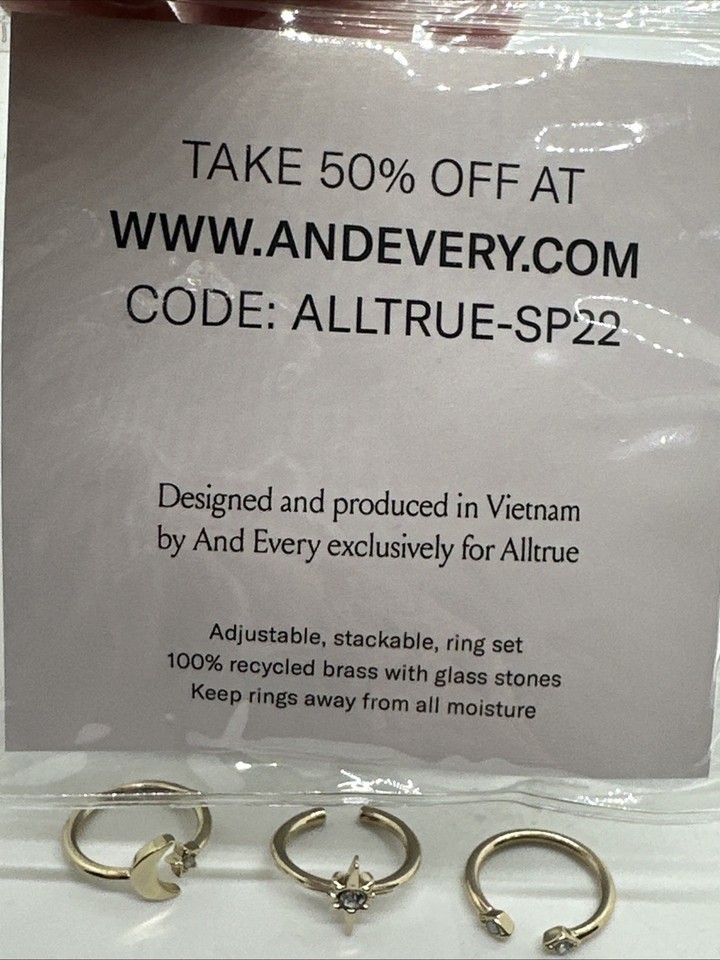 TAKE 50% OFF AT
WWW.ANDEVERY.COM
CODE: ALLTRUE-SP22
Designed and produced in Vietnam
by And Every exclusively for Alltrue
Adjustable, stackable, ring set
100% recycled brass with glass stones
Keep rings away from all moisture